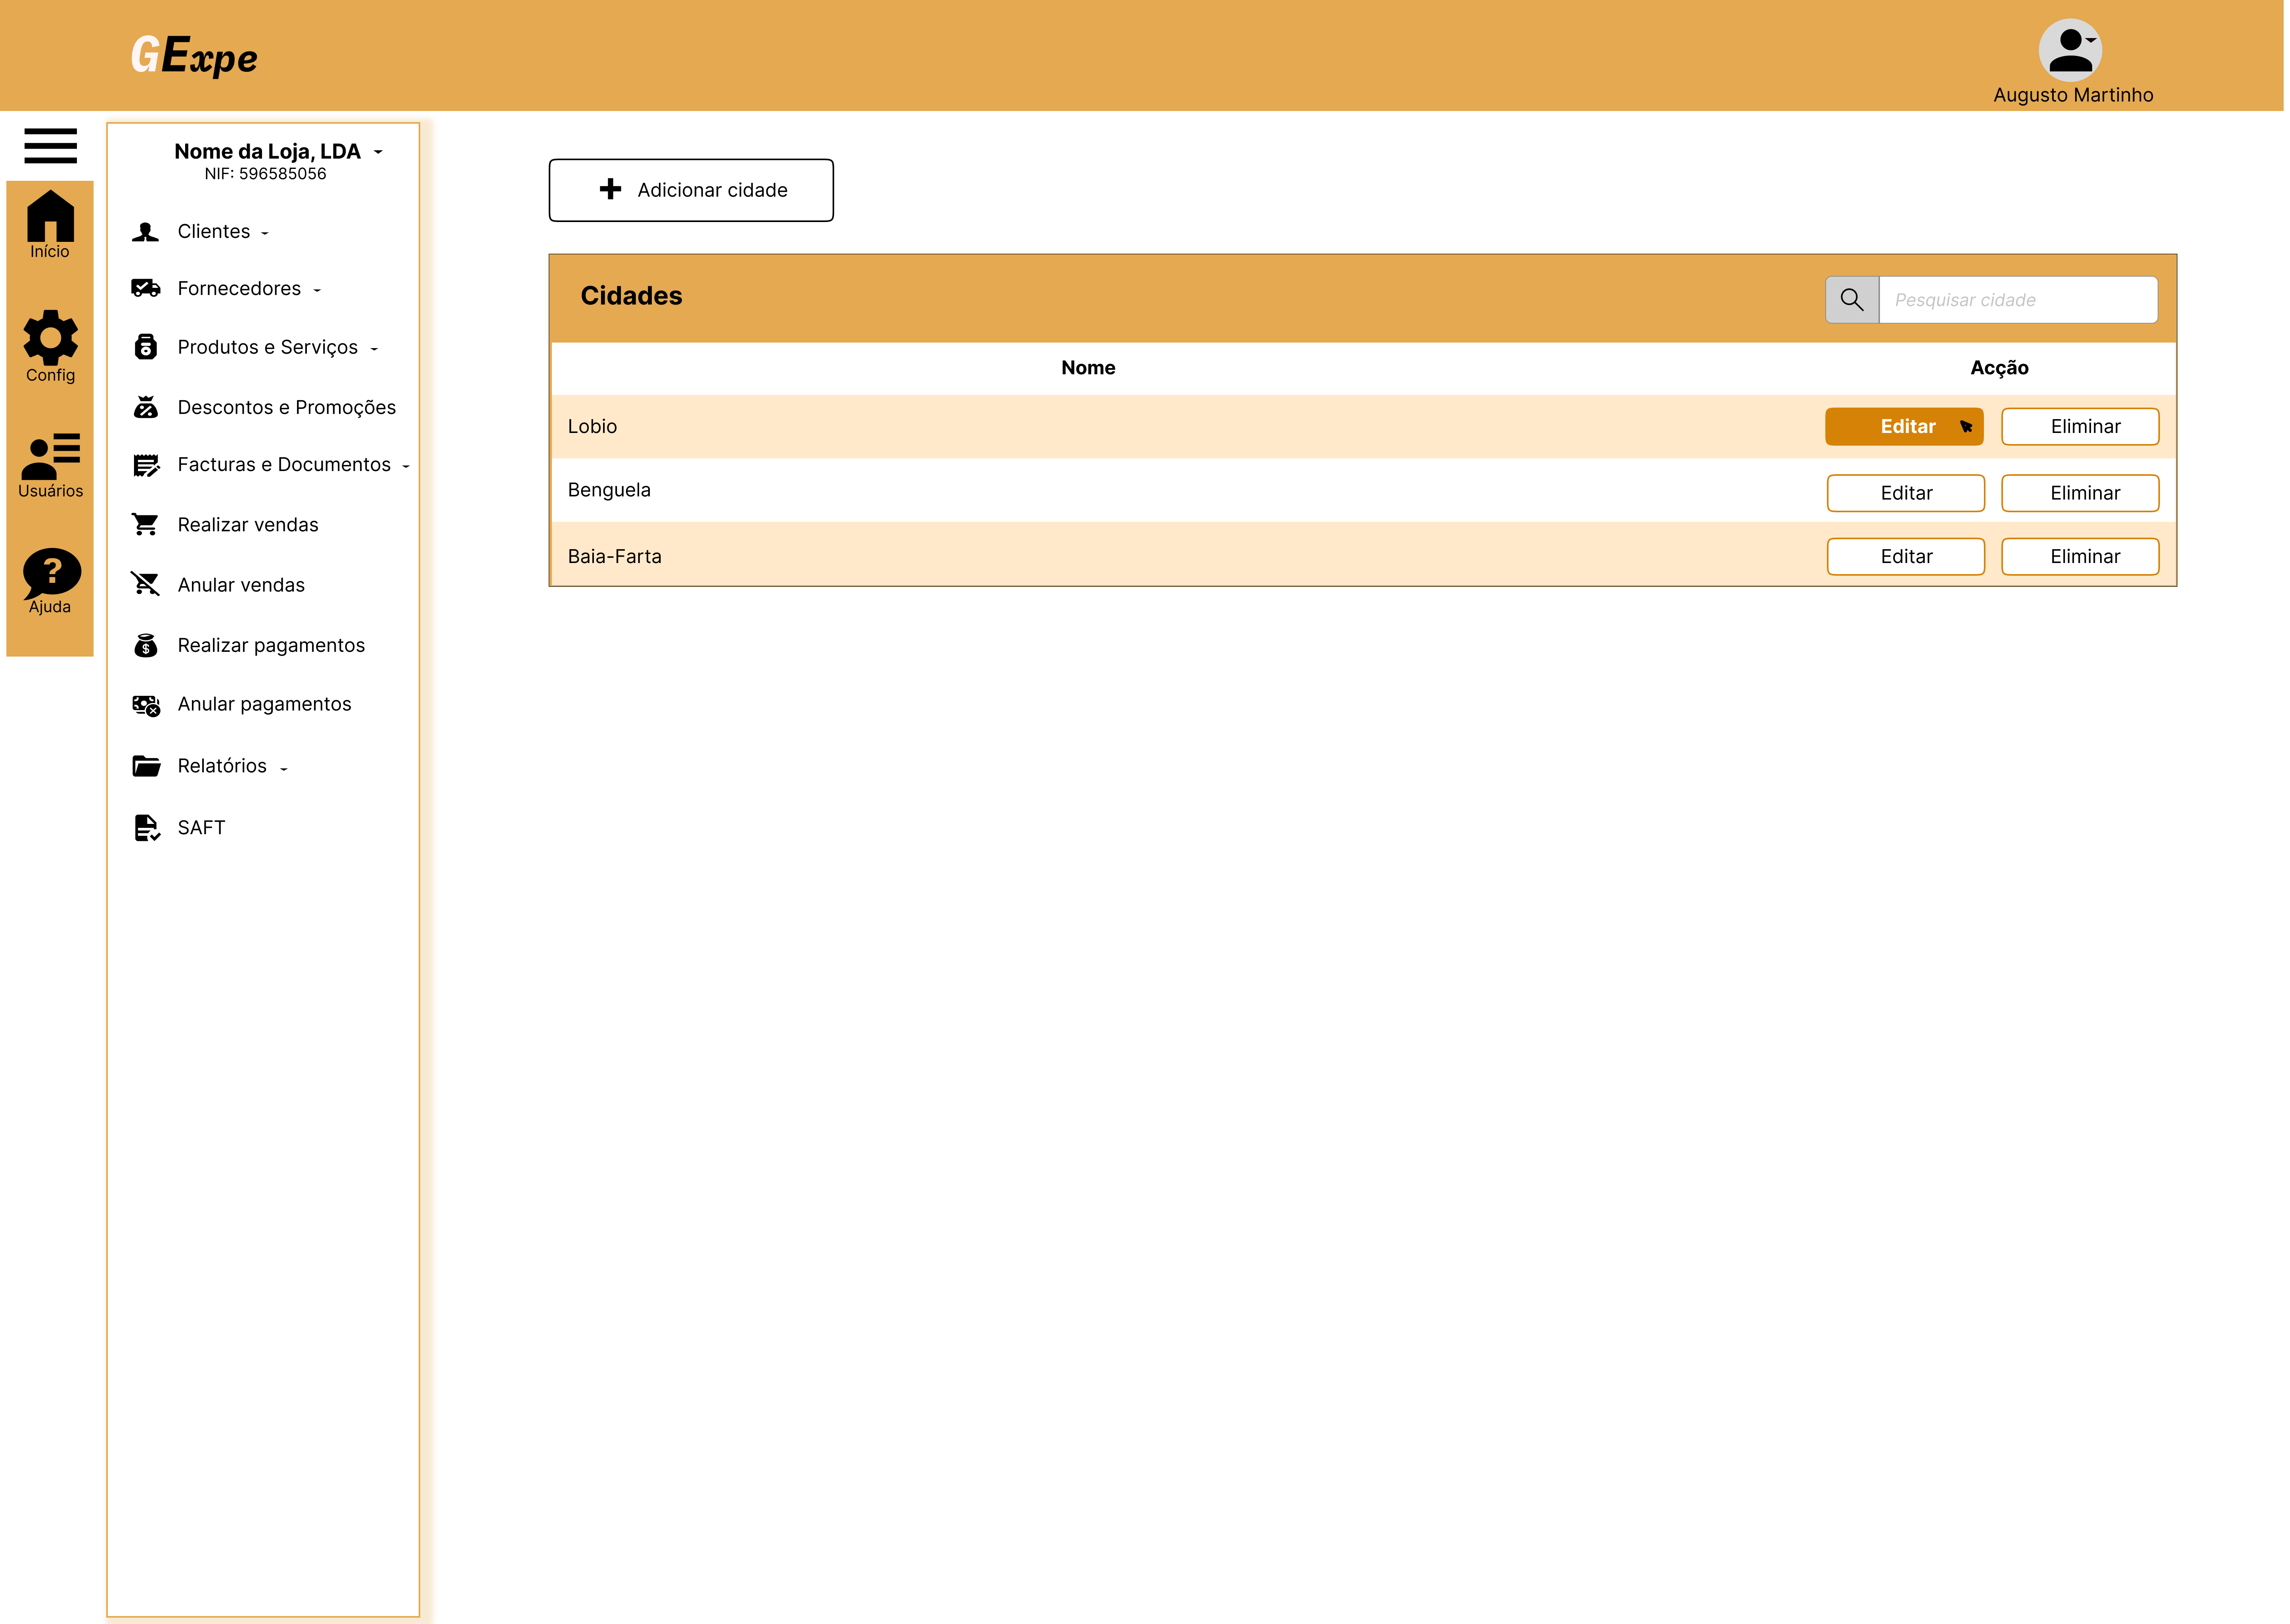 GExpe
Augusto Martinho
Início
Config
Usuários
?
Ajuda
Nome da Loja, LDA
NIF: 596585056
Clientes
Fornecedores
Produtos e Serviços
Descontos e Promoções
Facturas e Documentos
Realizar vendas
Anular vendas
Realizar pagamentos
Anular pagamentos
Relatórios
SAFT
Adicionar cidade
Cidades
Pesquisar cidade
Nome Acção
Lobio Editar Eliminar
Benguela Editar Eliminar
Baia-Farta Editar Eliminar